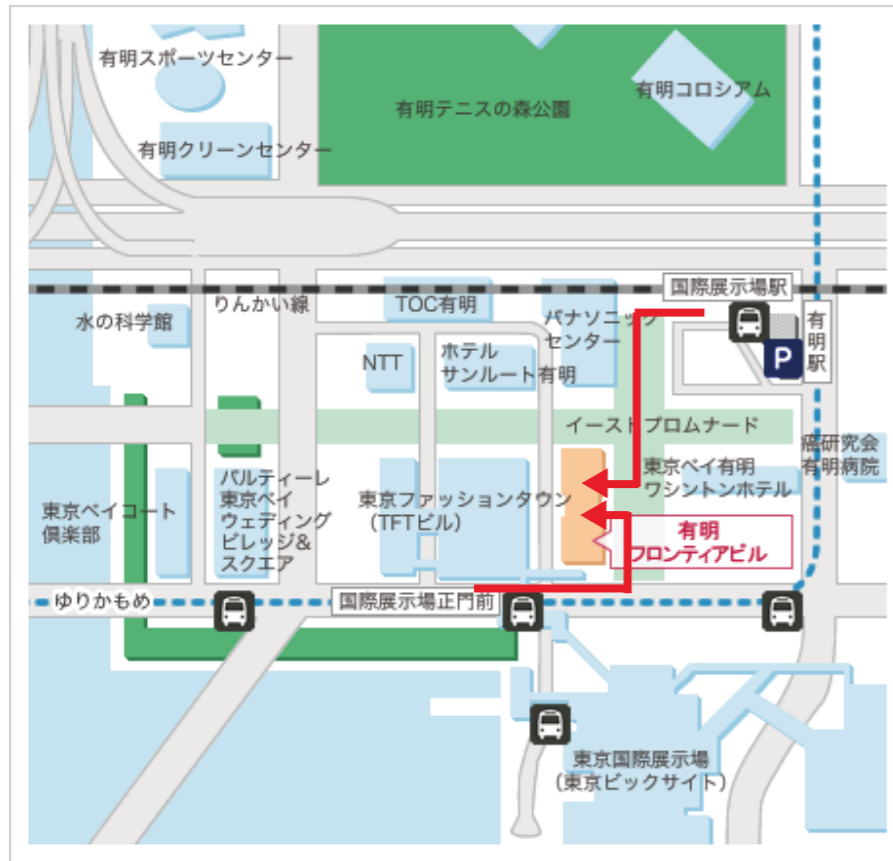 有明スポーツセンター
有明コロシアム
有明テニスの森公園
有明クリーンセンター
国際展示場駅
りんかい線
TOC有明
水の科学館
パナソニック
センター
有明駅
P
NTT
ホテル
サンルート有明
イーストプロムナード
癌研究会
有明病院
東京ベイ有明
ワシントンホテル
バルティーレ
東京ベイ
ウェディング
ビレッジ&
スクエア
東京ファッションタウン
（TFTビル）
東京ベイコート
倶楽部
有明
フロンティアビル
ゆりかもめ
国際展示場正門前
東京国際展示場
（東京ビックサイト）